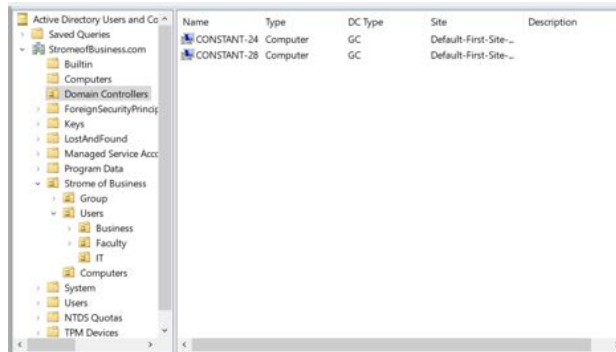 Active Directory Users and Co
Saved Queries
StromeofBusiness.com
Builtin
Computers
Domain Controllers
ForeignSecurityPrincip
Keys
LostAndFound
Managed Service Acc
Program Data
Strome of Business
Group
Users
Business
Faculty
IT
Computers
System
Users
NTDS Quotas
TPM Devices
Name Type DC Type Site Description
CONSTANT-24 Computer GC Default-First-Site-...
CONSTANT-28 Computer GC Default-First-Site-...